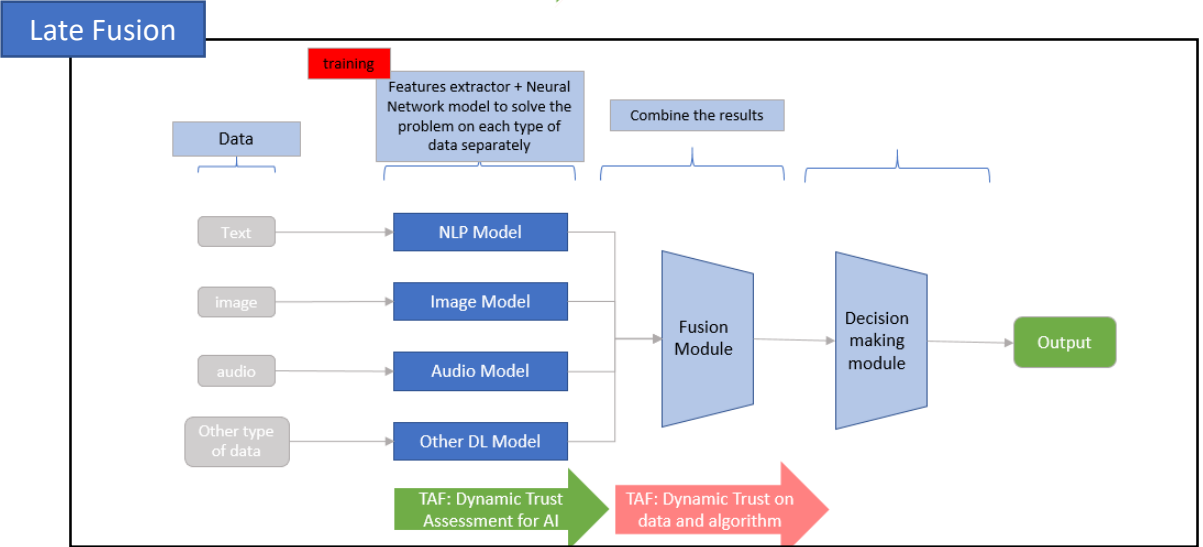 Late Fusion
training
Features extractor + Neural
Network model to solve the
problem on each type of
data separately
Combine the results
Data
Text
NLP Model
image
Image Model
Fusion
Module
Decision
making
module
Output
audio
Audio Model
Other type
of data
Other DL Model
TAF: Dynamic Trust
Assessment for AI
TAF: Dynamic Trust on
data and algorithm